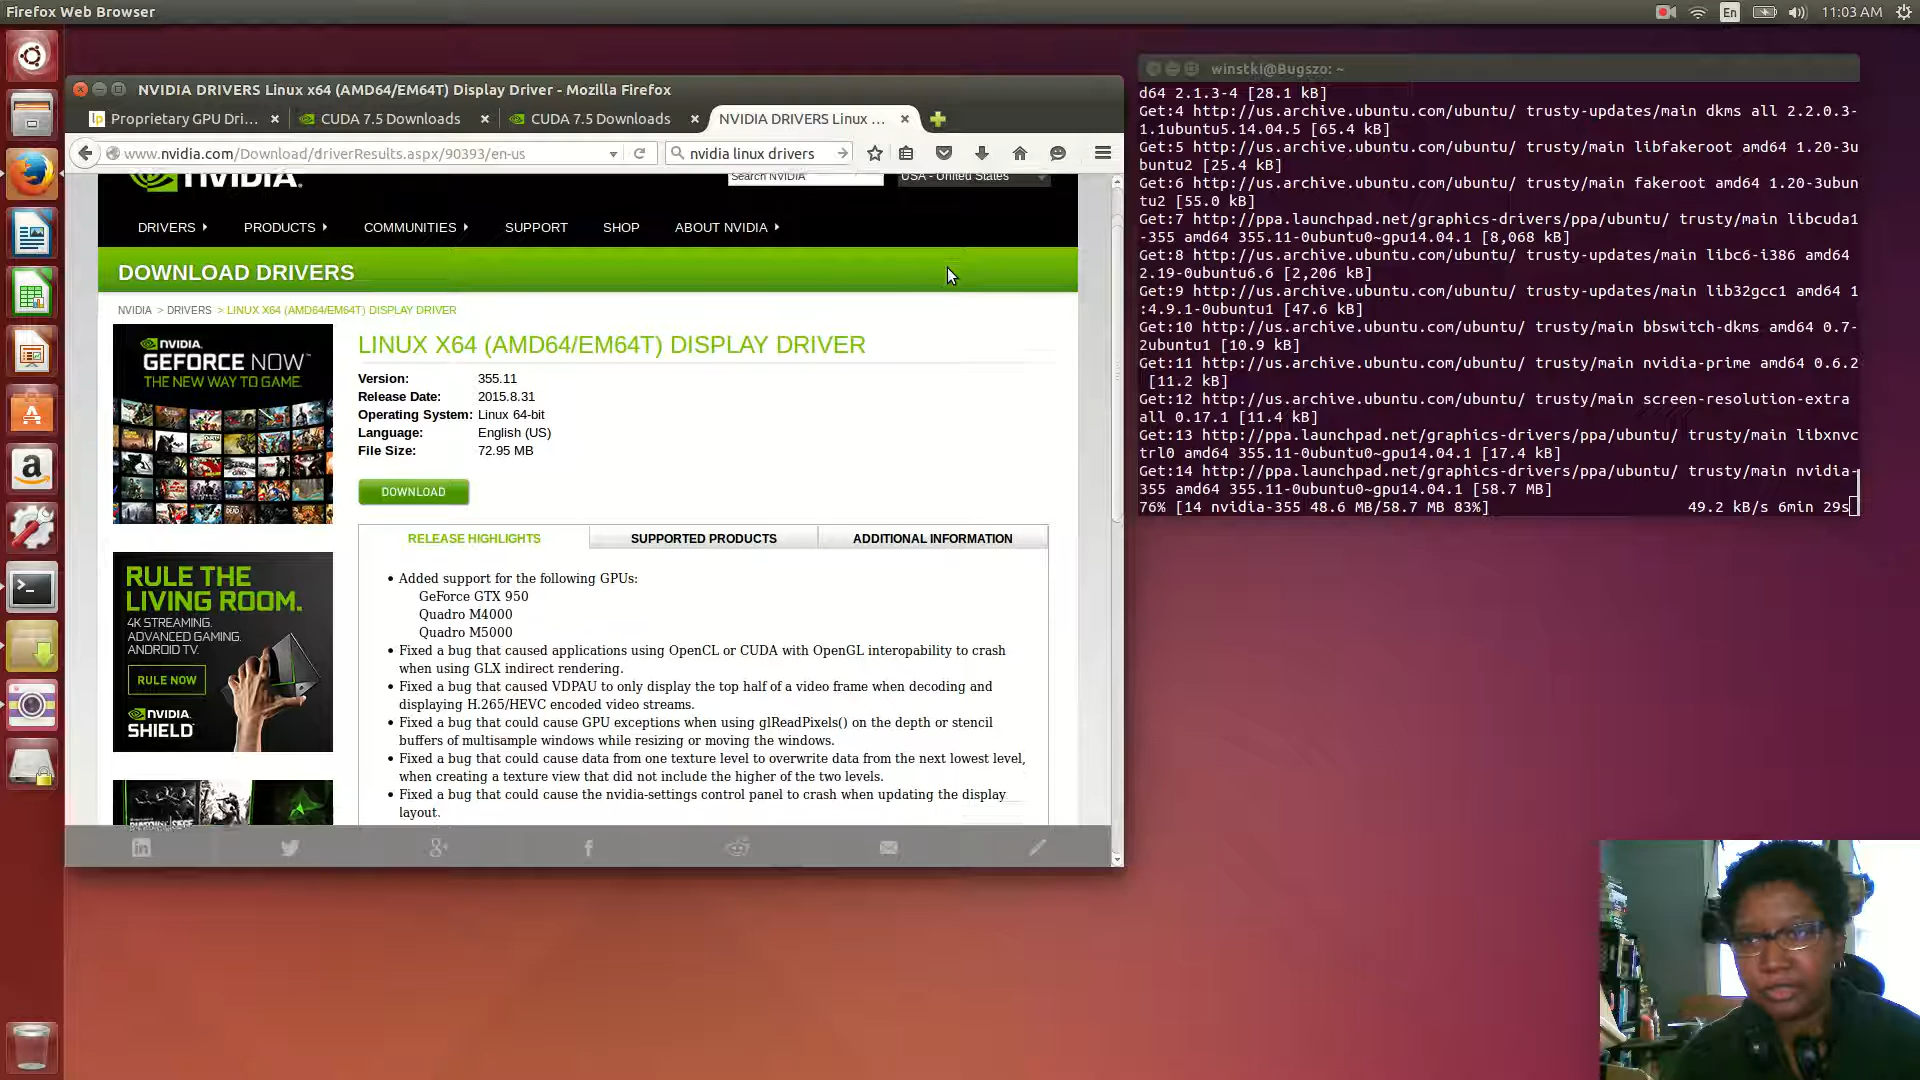 Firefox Web Browser
En
11:03 AM
NVIDIA DRIVERS Linux x64 (AMD64/EM64T) Display Driver - Mozilla Firefox
Proprietary GPU Dri...
CUDA 7.5 Downloads
CUDA 7.5 Downloads
NVIDIA DRIVERS Linux ...
www.nvidia.com/Download/driverResults.aspx/90393/en-us
nvidia linux drivers
NVIDIA.
Search NVIDIA
USA - United States
DRIVERS
PRODUCTS
COMMUNITIES
SUPPORT
SHOP
ABOUT NVIDIA
DOWNLOAD DRIVERS
NVIDIA > DRIVERS > LINUX X64 (AMD64/EM64T) DISPLAY DRIVER
NVIDIA.
GEFORCE NOW™
THE NEW WAY TO GAME.
LINUX X64 (AMD64/EM64T) DISPLAY DRIVER
Version: 355.11
Release Date: 2015.8.31
Operating System: Linux 64-bit
Language: English (US)
File Size: 72.95 MB
DOWNLOAD
RELEASE HIGHLIGHTS
SUPPORTED PRODUCTS
ADDITIONAL INFORMATION
Added support for the following GPUs:
GeForce GTX 950
Quadro M4000
Quadro M5000
Fixed a bug that caused applications using OpenCL or CUDA with OpenGL interopability to crash
when using GLX indirect rendering.
Fixed a bug that caused VDPAU to only display the top half of a video frame when decoding and
displaying H.265/HEVC encoded video streams.
Fixed a bug that could cause GPU exceptions when using glReadPixels() on the depth or stencil
buffers of multisample windows while resizing or moving the windows.
Fixed a bug that could cause data from one texture level to overwrite data from the next lowest level,
when creating a texture view that did not include the higher of the two levels.
Fixed a bug that could cause the nvidia-settings control panel to crash when updating the display
layout.
RULE THE
LIVING ROOM.
4K STREAMING.
ADVANCED GAMING.
ANDROID TV.
RULE NOW
NVIDIA.
SHIELD™
winstki@Bugszo: ~
d64 2.1.3-4 [28.1 kB]
Get:4 http://us.archive.ubuntu.com/ubuntu/ trusty-updates/main dkms all 2.2.0.3-
1.1ubuntu5.14.04.5 [65.4 kB]
Get:5 http://us.archive.ubuntu.com/ubuntu/ trusty/main libfakeroot amd64 1.20-3u
buntu2 [25.4 kB]
Get:6 http://us.archive.ubuntu.com/ubuntu/ trusty/main fakeroot amd64 1.20-3ubun
tu2 [55.0 kB]
Get:7 http://ppa.launchpad.net/graphics-drivers/ppa/ubuntu/ trusty/main libcuda1
-355 amd64 355.11-0ubuntu0~gpu14.04.1 [8,068 kB]
Get:8 http://us.archive.ubuntu.com/ubuntu/ trusty-updates/main libc6-i386 amd64
2.19-0ubuntu6.6 [2,206 kB]
Get:9 http://us.archive.ubuntu.com/ubuntu/ trusty-updates/main lib32gcc1 amd64 1
:4.9.1-0ubuntu1 [47.6 kB]
Get:10 http://us.archive.ubuntu.com/ubuntu/ trusty/main bbswitch-dkms amd64 0.7-
2ubuntu1 [10.9 kB]
Get:11 http://us.archive.ubuntu.com/ubuntu/ trusty/main nvidia-prime amd64 0.6.2
[11.2 kB]
Get:12 http://us.archive.ubuntu.com/ubuntu/ trusty/main screen-resolution-extra
all 0.17.1 [11.4 kB]
Get:13 http://ppa.launchpad.net/graphics-drivers/ppa/ubuntu/ trusty/main libxnvc
trl0 amd64 355.11-0ubuntu0~gpu14.04.1 [17.4 kB]
Get:14 http://ppa.launchpad.net/graphics-drivers/ppa/ubuntu/ trusty/main nvidia-
355 amd64 355.11-0ubuntu0~gpu14.04.1 [58.7 MB]
76% [14 nvidia-355 48.6 MB/58.7 MB 83%] 49.2 kB/s 6min 29s